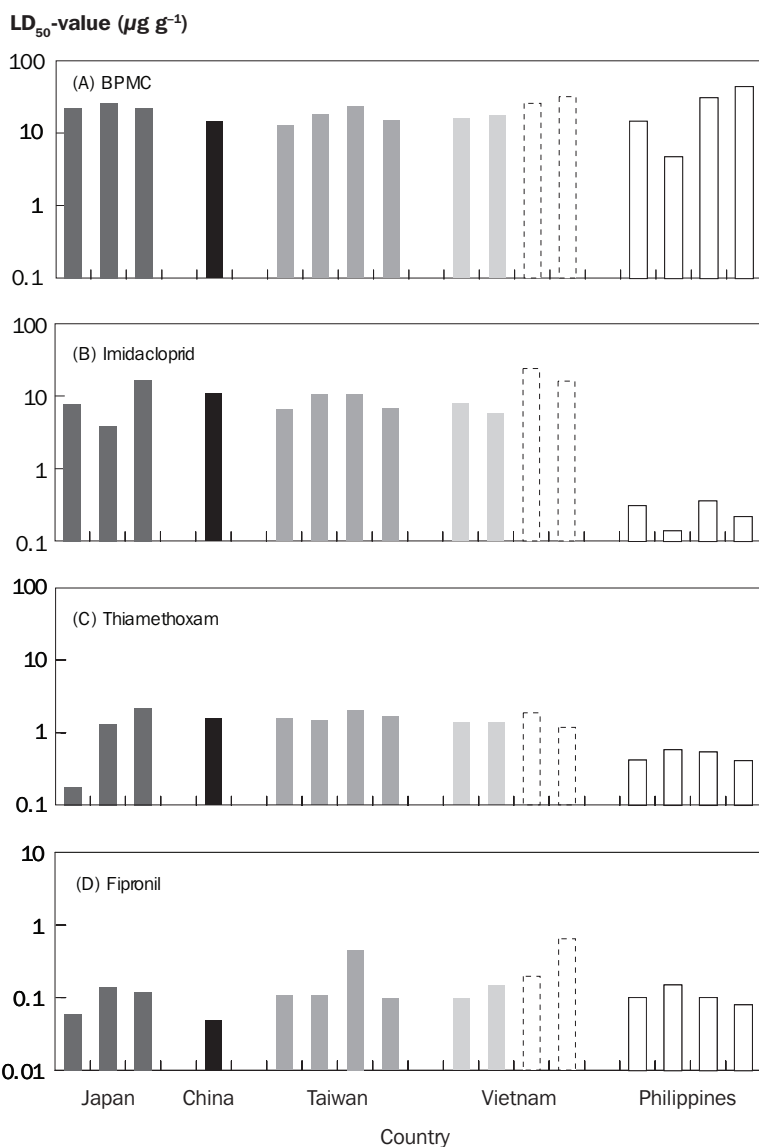 LD50-value (µg g–1)
100
(A) BPMC
10
1
0.1
100
(B) Imidacloprid
10
1
0.1
100
(C) Thiamethoxam
10
1
0.1
10
(D) Fipronil
1
0.1
0.01
Japan China Taiwan Vietnam Philippines
Country